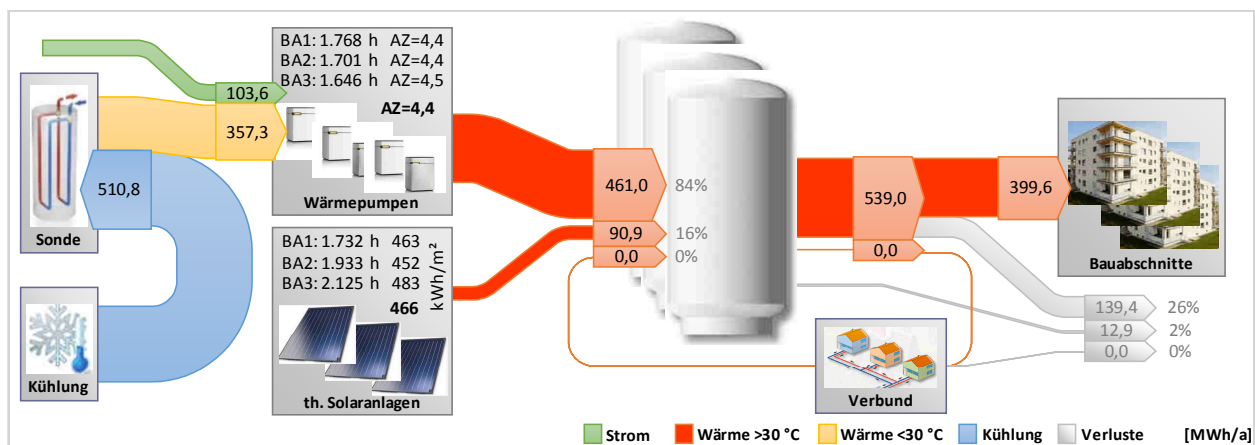 BA1: 1.768 h AZ=4,4
BA2: 1.701 h AZ=4,4
BA3: 1.646 h AZ=4,5
AZ=4,4
103,6
357,3
Wärmepumpen
510,8
Sonde
461,0 84%
90,9 16%
0,0 0%
539,0
0,0
399,6
Bauabschnitte
BA1: 1.732 h 463
BA2: 1.933 h 452
BA3: 2.125 h 483
466
kWh/m²
th. Solaranlagen
Kühlung
139,4 26%
12,9 2%
0,0 0%
Verbund
Strom Wärme >30 °C Wärme <30 °C Kühlung Verluste [MWh/a]